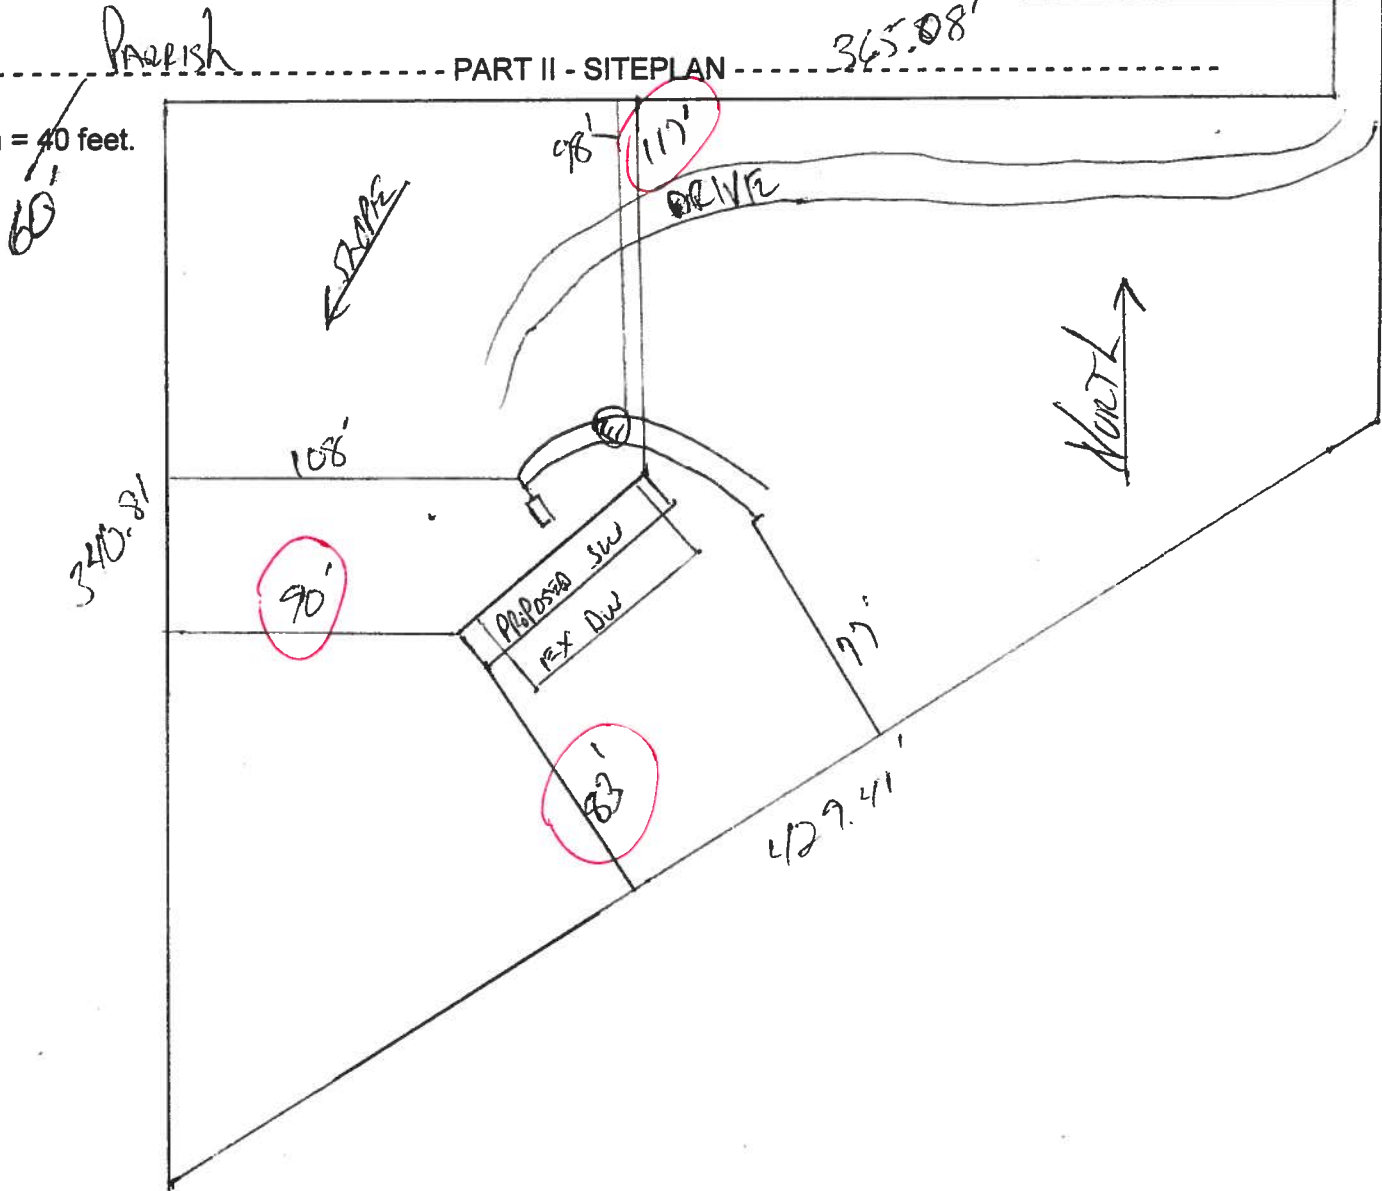 365.08'
PARRISH
PART II - SITEPLAN
= 40 feet.
60'
98'
117'
DRIVE
SLOPE
NORTH
108'
340.81
90'
PROPOSED SW
EX DW
77'
83'
429.41'